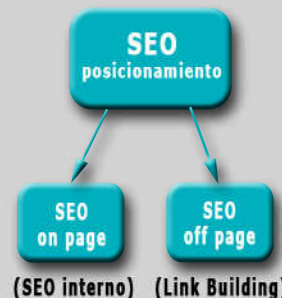 SEO
posicionamiento
SEO
on page
SEO
off page
(SEO interno)
(Link Building)